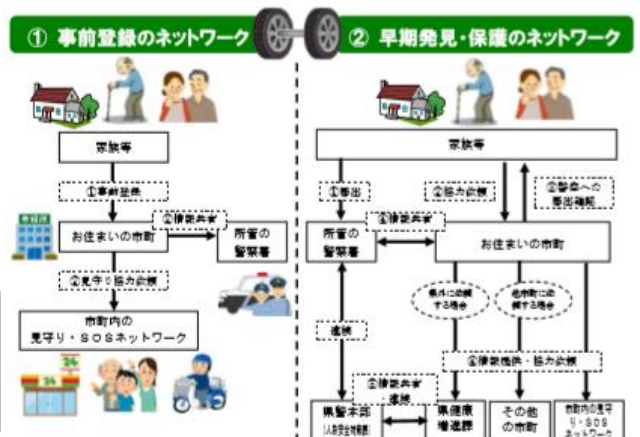 ① 事前登録のネットワーク
② 早期発見・保護のネットワーク
家族等
①事前登録
お住まいの市町
②情報共有
所管の
警察署
②見守り協力依頼
市町内の
見守り・SOSネットワーク
家族等
①届出
②協力依頼
③警察への
届出確認
所管の
警察署
④情報共有
お住まいの市町
県外に依頼
する場合
他市町に依
頼する場合
連携
④情報提供・協力依頼
県警本部
⑤情報共有
連携
県健康
増進課
その他
の市町
市町内の見守
り・SOS
ネットワーク